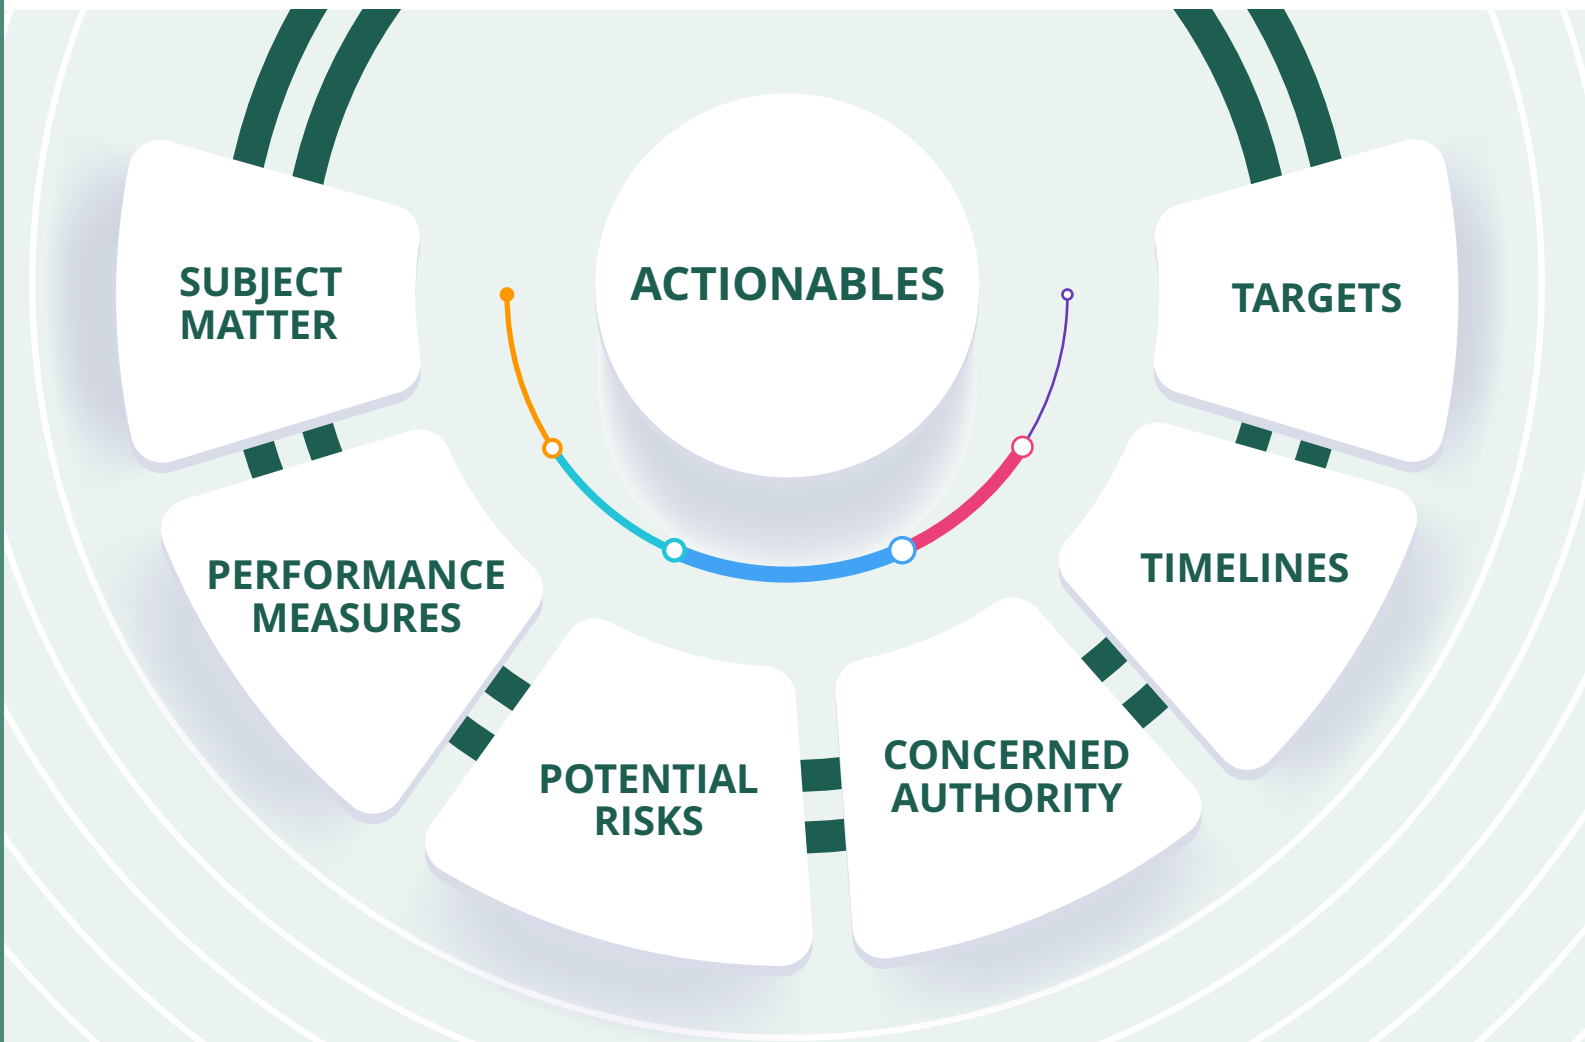 ACTIONABLES
SUBJECT
MATTER
PERFORMANCE
MEASURES
POTENTIAL
RISKS
CONCERNED
AUTHORITY
TIMELINES
TARGETS